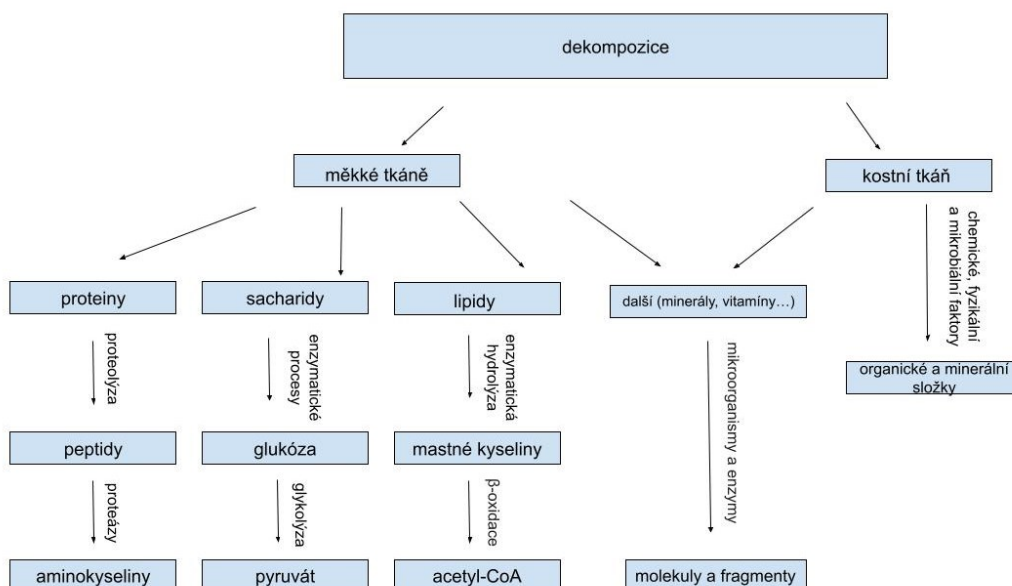 dekompozice
měkké tkáně
kostní tkáň
chemické, fyzikální
a mikrobiální faktory
proteiny
sacharidy
lipidy
další (minerály, vitamíny…)
proteolýza
enzymatické
procesy
enzymatická
hydrolýza
mikroorganismy a enzymy
organické a minerální
složky
peptidy
glukóza
mastné kyseliny
proteázy
glykolýza
β-oxidace
aminokyseliny
pyruvát
acetyl-CoA
molekuly a fragmenty